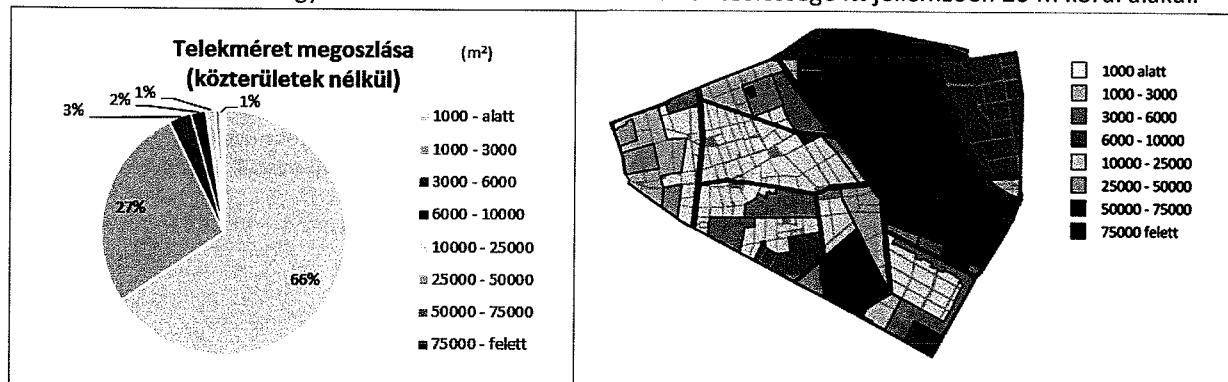 Telekméret megoszlása (m²)
(közterületek nélkül)
1%
2%
3%
1%
27%
66%
1000 - alatt
1000 - 3000
3000 - 6000
6000 - 10000
10000 - 25000
25000 - 50000
50000 - 75000
75000 - felett
1000 alatt
1000 - 3000
3000 - 6000
6000 - 10000
10000 - 25000
25000 - 50000
50000 - 75000
75000 felett